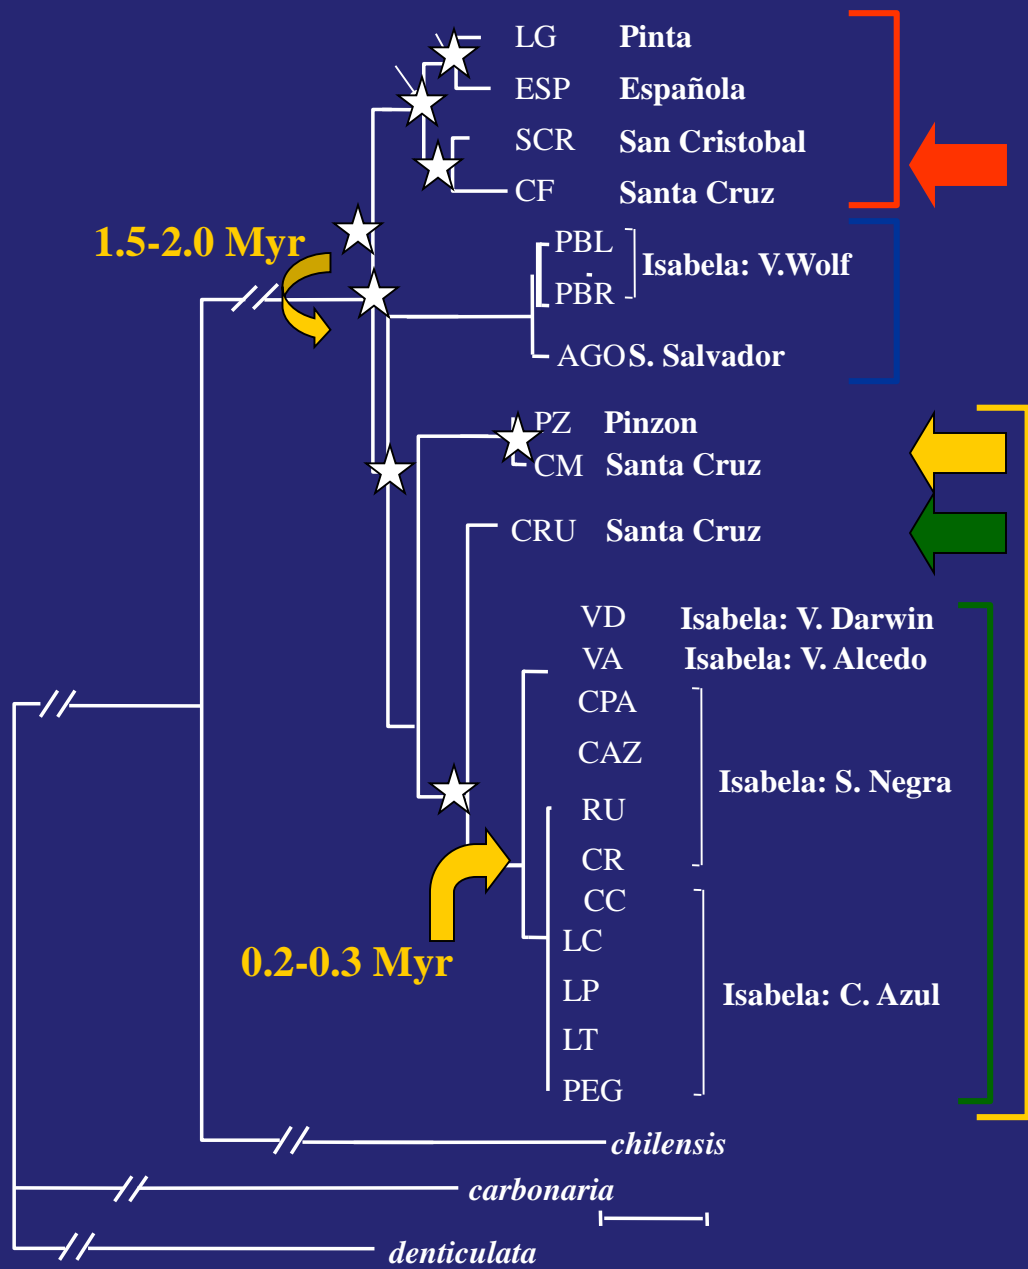 LG Pinta
ESP Española
SCR San Cristobal
CF Santa Cruz
1.5-2.0 Myr
PBL
Isabela: V.Wolf
PBR
AGO S. Salvador
PZ Pinzon
CM Santa Cruz
CRU Santa Cruz
VD Isabela: V. Darwin
VA Isabela: V. Alcedo
CPA
CAZ
Isabela: S. Negra
RU
CR
CC
LC
0.2-0.3 Myr
LP
Isabela: C. Azul
LT
PEG
chilensis
carbonaria
denticulata